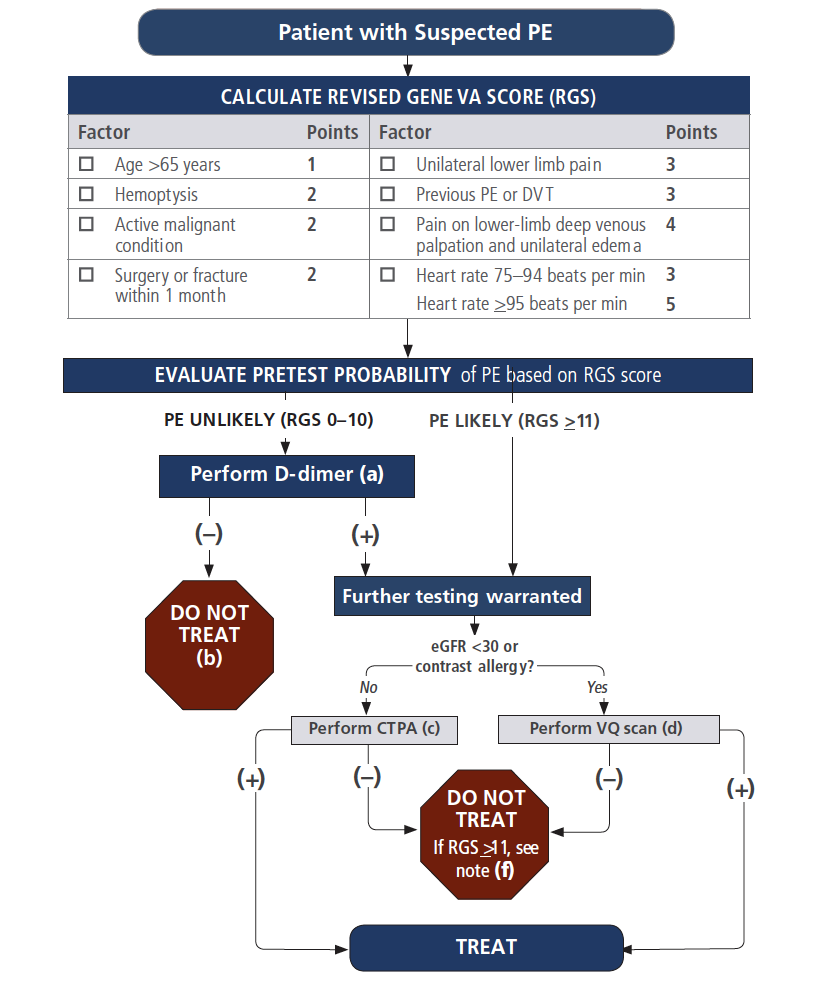 Patient with Suspected PE
CALCULATE REVISED GENEVA SCORE (RGS)
Factor Points Factor Points
Age >65 years 1 Unilateral lower limb pain 3
Hemoptysis 2 Previous PE or DVT 3
Active malignant condition 2 Pain on lower-limb deep venous palpation and unilateral edema 4
Surgery or fracture within 1 month 2 Heart rate 75–94 beats per min 3
Heart rate ≥95 beats per min 5
EVALUATE PRETEST PROBABILITY of PE based on RGS score
PE UNLIKELY (RGS 0–10) PE LIKELY (RGS ≥11)
Perform D-dimer (a)
(–) (+)
DO NOT
TREAT
(b)
Further testing warranted
eGFR <30 or
contrast allergy?
No Yes
Perform CTPA (c) Perform VQ scan (d)
(+) (–) (–) (+)
DO NOT
TREAT
If RGS ≥11, see
note (f)
TREAT